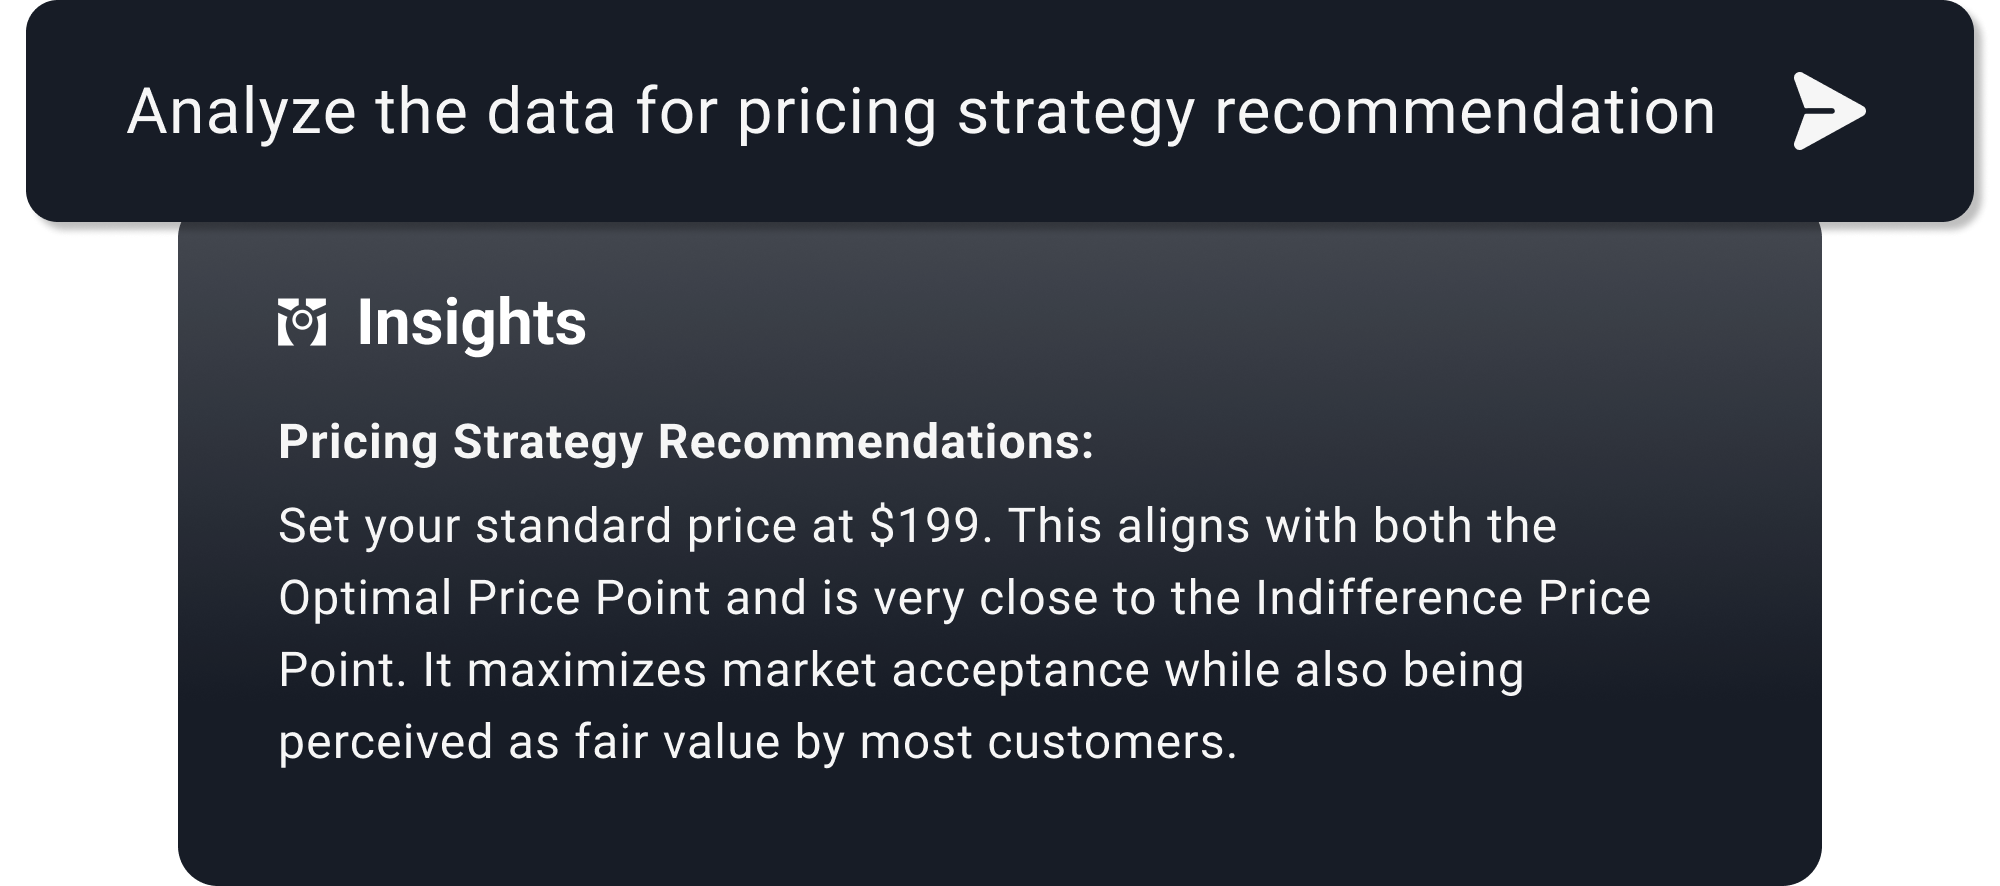 Analyze the data for pricing strategy recommendation
Insights
Pricing Strategy Recommendations:
Set your standard price at $199. This aligns with both the
Optimal Price Point and is very close to the Indifference Price
Point. It maximizes market acceptance while also being
perceived as fair value by most customers.